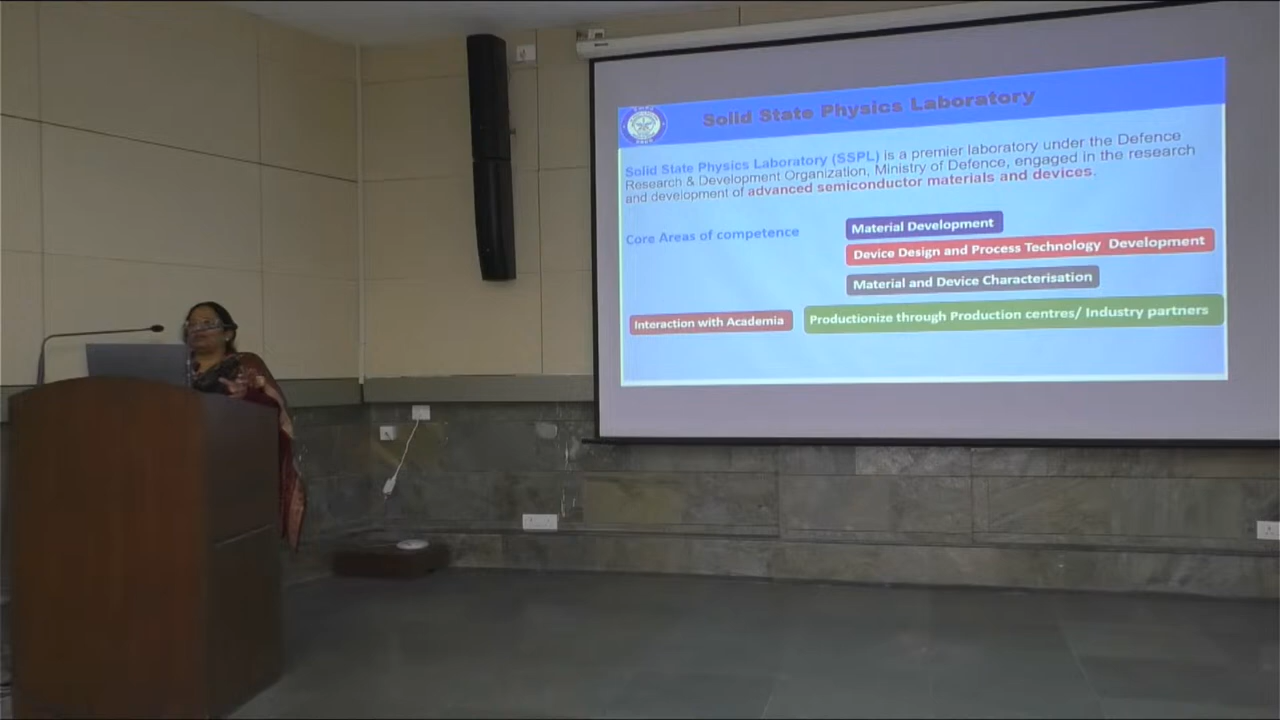 Solid State Physics Laboratory
Solid State Physics Laboratory (SSPL) is a premier laboratory under the Defence
Research & Development Organization, Ministry of Defence, engaged in the research
and development of advanced semiconductor materials and devices.
Core Areas of competence
Material Development
Device Design and Process Technology Development
Material and Device Characterisation
Interaction with Academia
Productionize through Production centres/ Industry partners